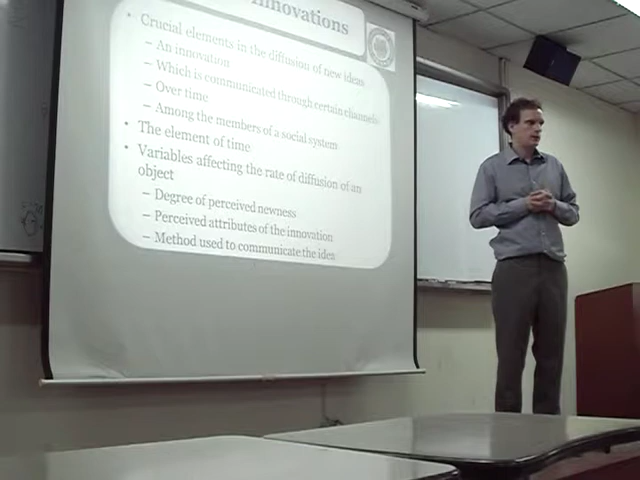 Innovations
• Crucial elements in the diffusion of new ideas
– An innovation
– Which is communicated through certain channels
– Over time
– Among the members of a social system
• The element of time
• Variables affecting the rate of diffusion of an
object
– Degree of perceived newness
– Perceived attributes of the innovation
– Method used to communicate the idea